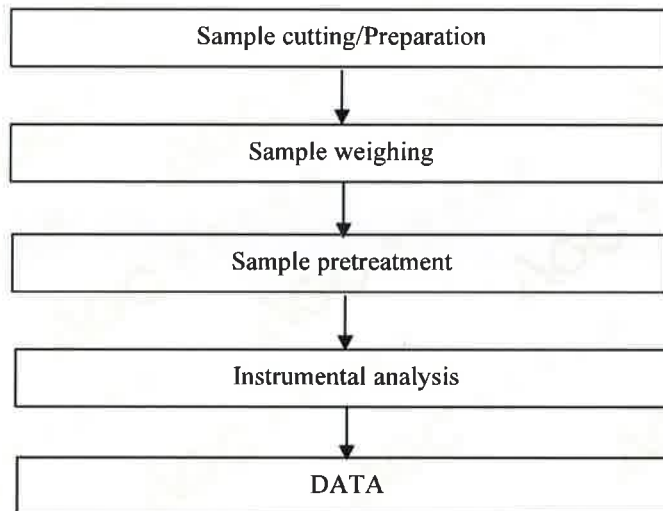 Sample cutting/Preparation
Sample weighing
Sample pretreatment
Instrumental analysis
DATA